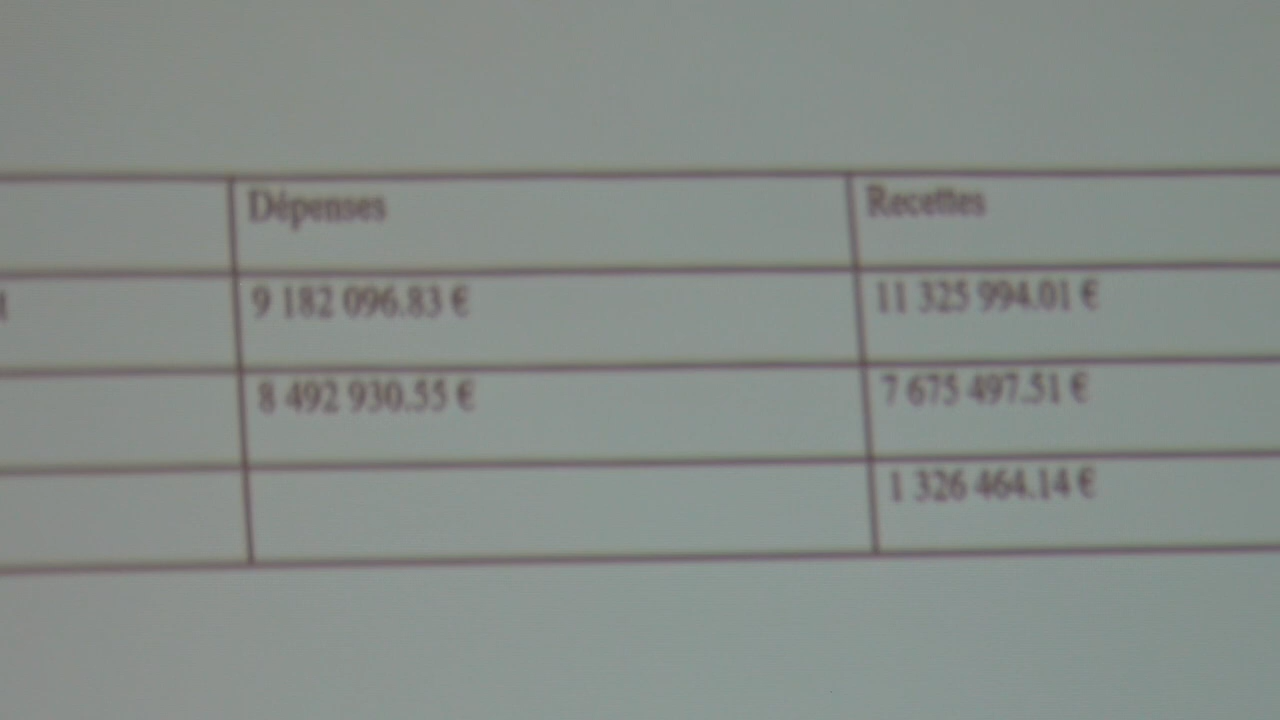 Dépenses Recettes
9 182 096.83 € 11 325 994.01 €
8 492 930.55 € 7 675 497.51 €
1 326 464.14 €